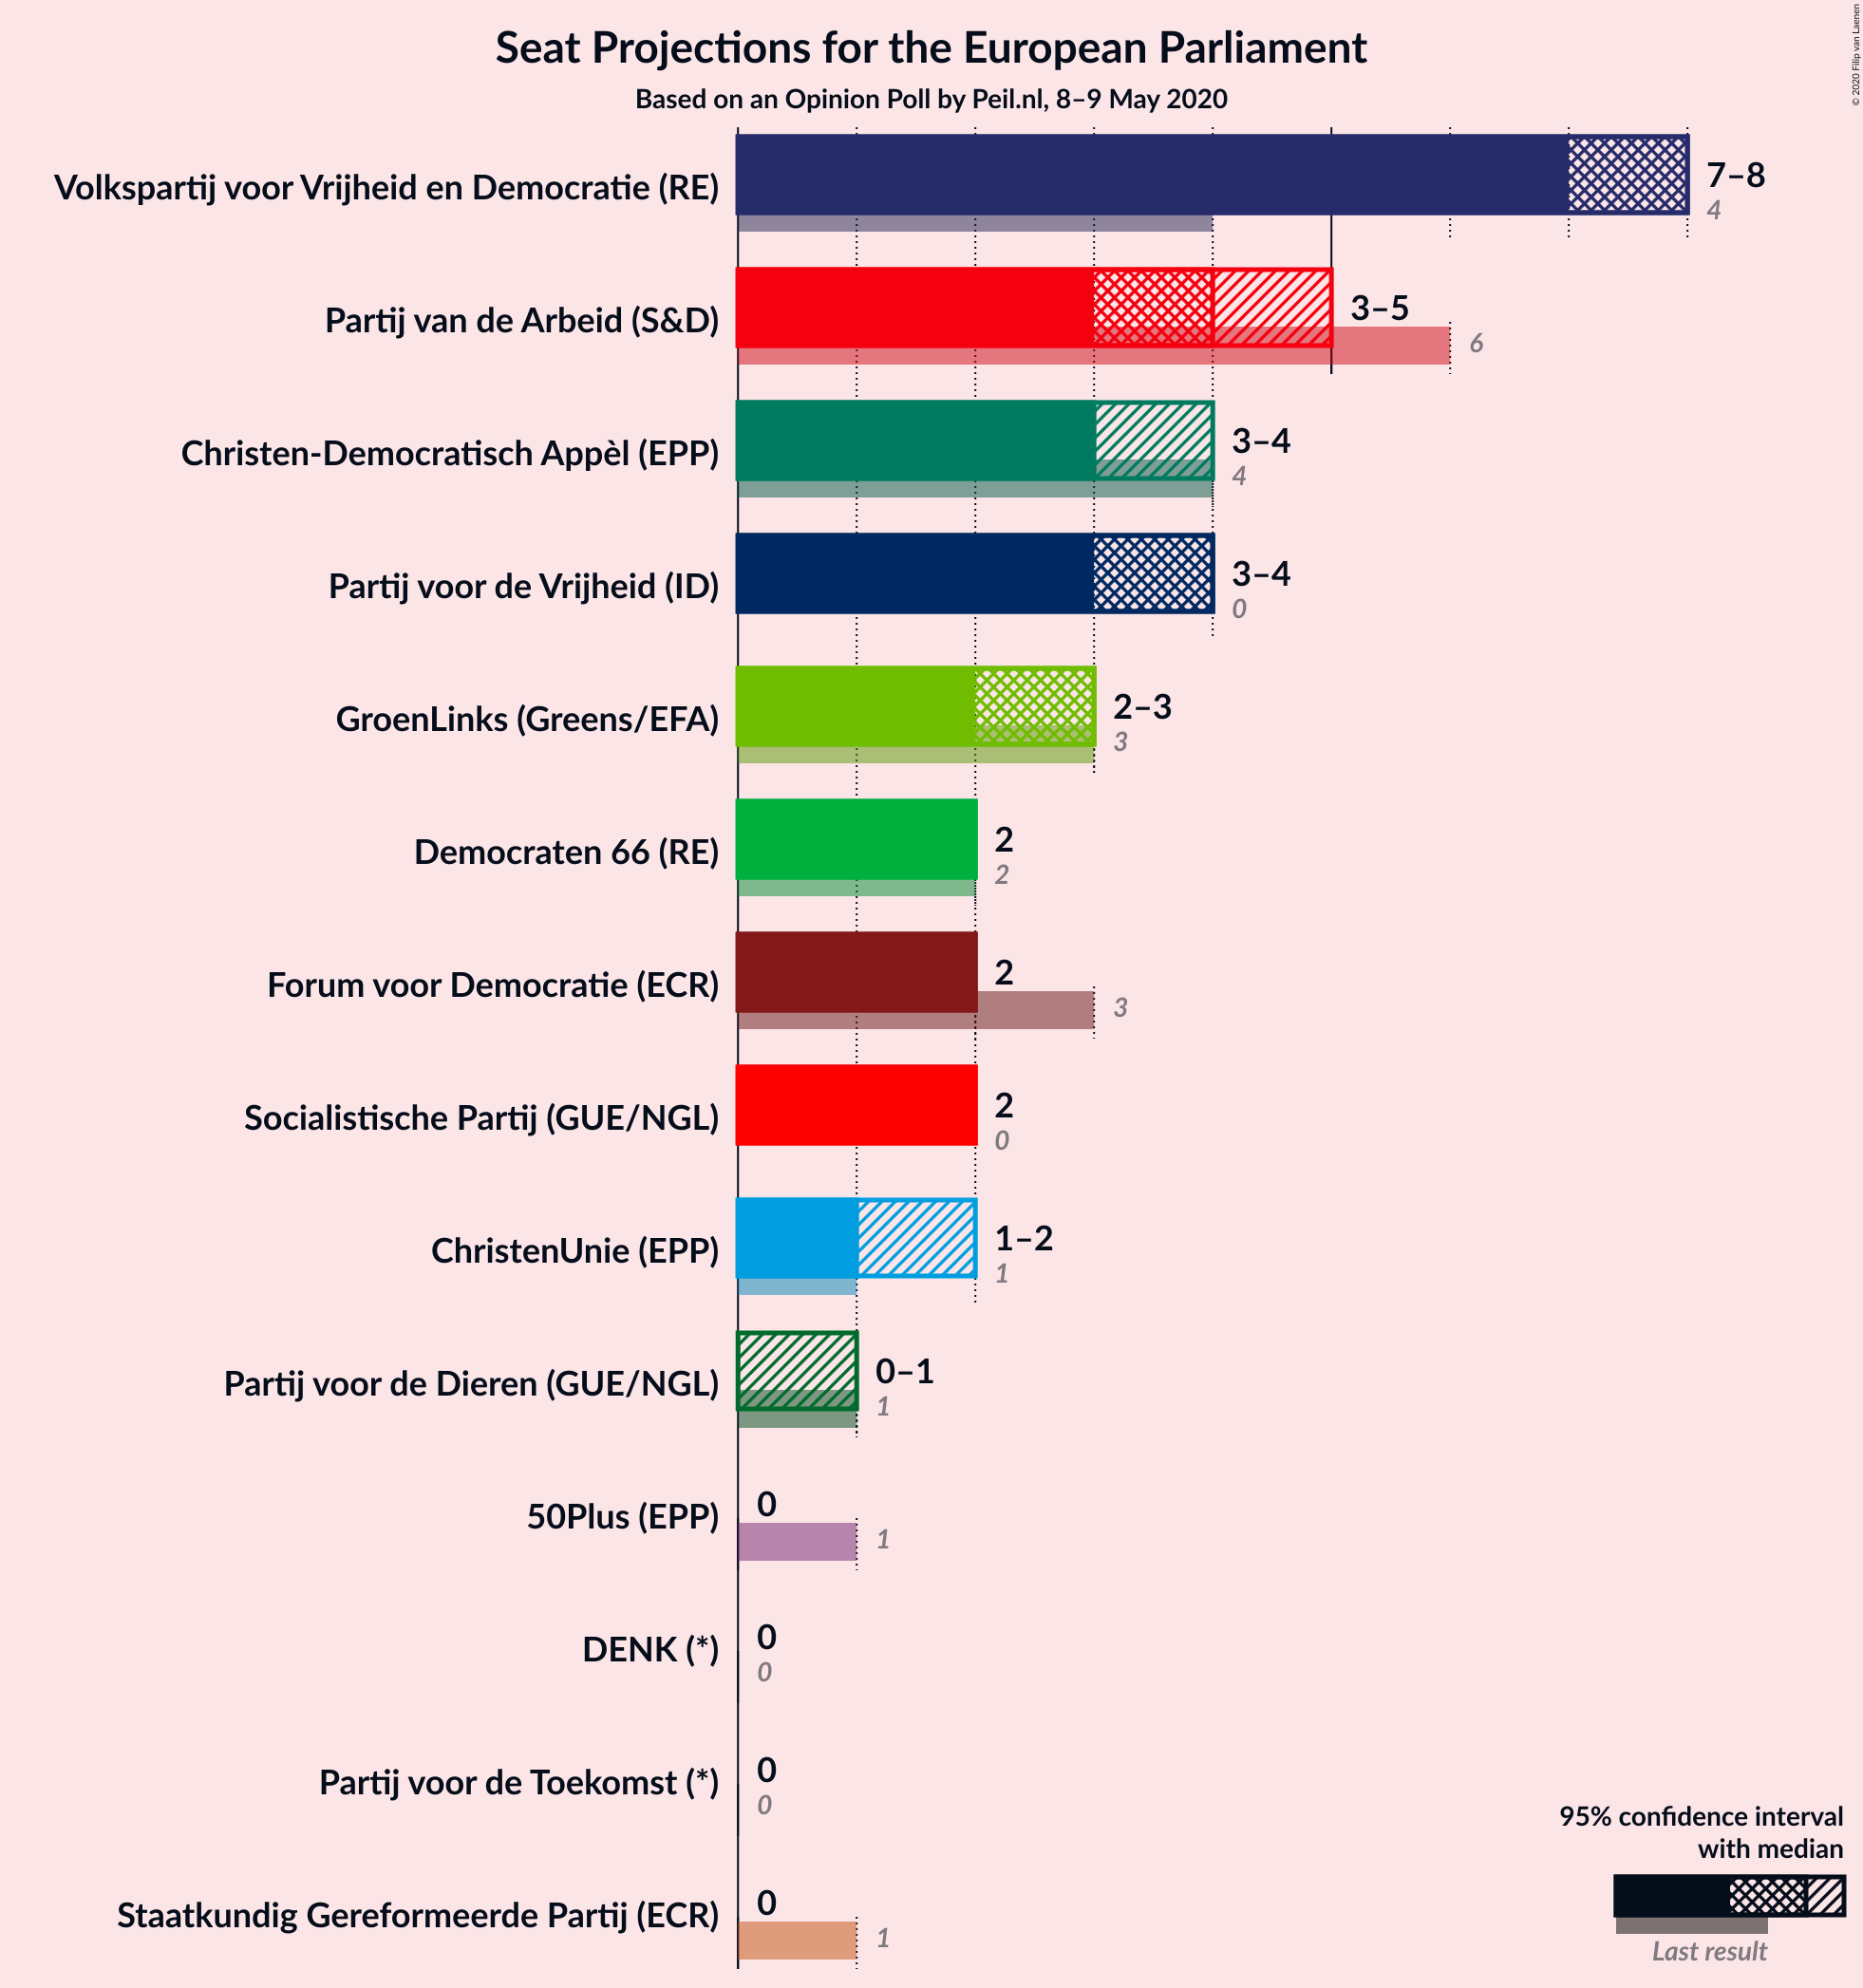 Seat Projections for the European Parliament
Based on an Opinion Poll by Peil.nl, 8–9 May 2020
© 2020 Filip van Laenen
Volkspartij voor Vrijheid en Democratie (RE)
7–8
4
Partij van de Arbeid (S&D)
3–5
6
Christen-Democratisch Appèl (EPP)
3–4
4
Partij voor de Vrijheid (ID)
3–4
0
GroenLinks (Greens/EFA)
2–3
3
Democraten 66 (RE)
2
2
Forum voor Democratie (ECR)
2
3
Socialistische Partij (GUE/NGL)
2
0
ChristenUnie (EPP)
1–2
1
Partij voor de Dieren (GUE/NGL)
0–1
1
50Plus (EPP)
0
1
DENK (*)
0
0
Partij voor de Toekomst (*)
0
0
Staatkundig Gereformeerde Partij (ECR)
0
1
95% confidence interval
with median
Last result